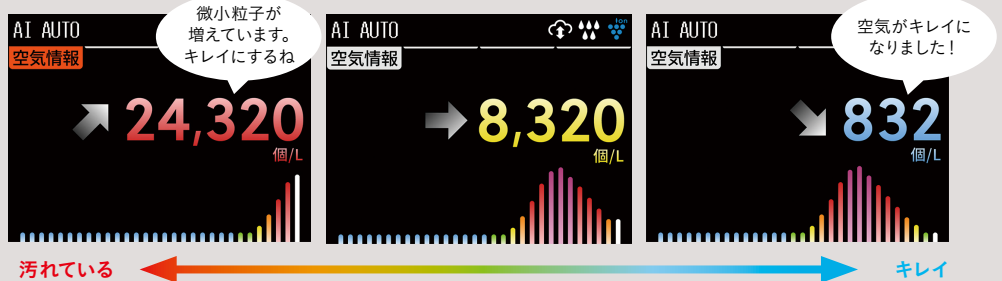 微小粒子が
増えています。
キレイにするね
AI AUTO
空気情報
24,320
個/L
AI AUTO
Ion
空気情報
8,320
個/L
空気がキレイに
なりました!
AI AUTO
空気情報
832
個/L
汚れている
キレイ